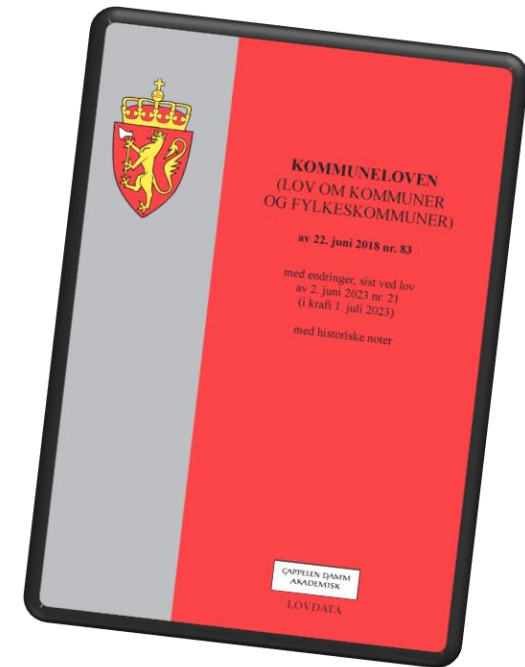 KOMMUNELOVEN
(LOV OM KOMMUNER
OG FYLKESKOMMUNER)
av 22. juni 2018 nr. 83
med endringer, sist ved lov
av 2. juni 2023 nr. 21
(i kraft 1. juli 2023)
med historiske noter
CAPPELEN DAMM
AKADEMISK
LOVDATA